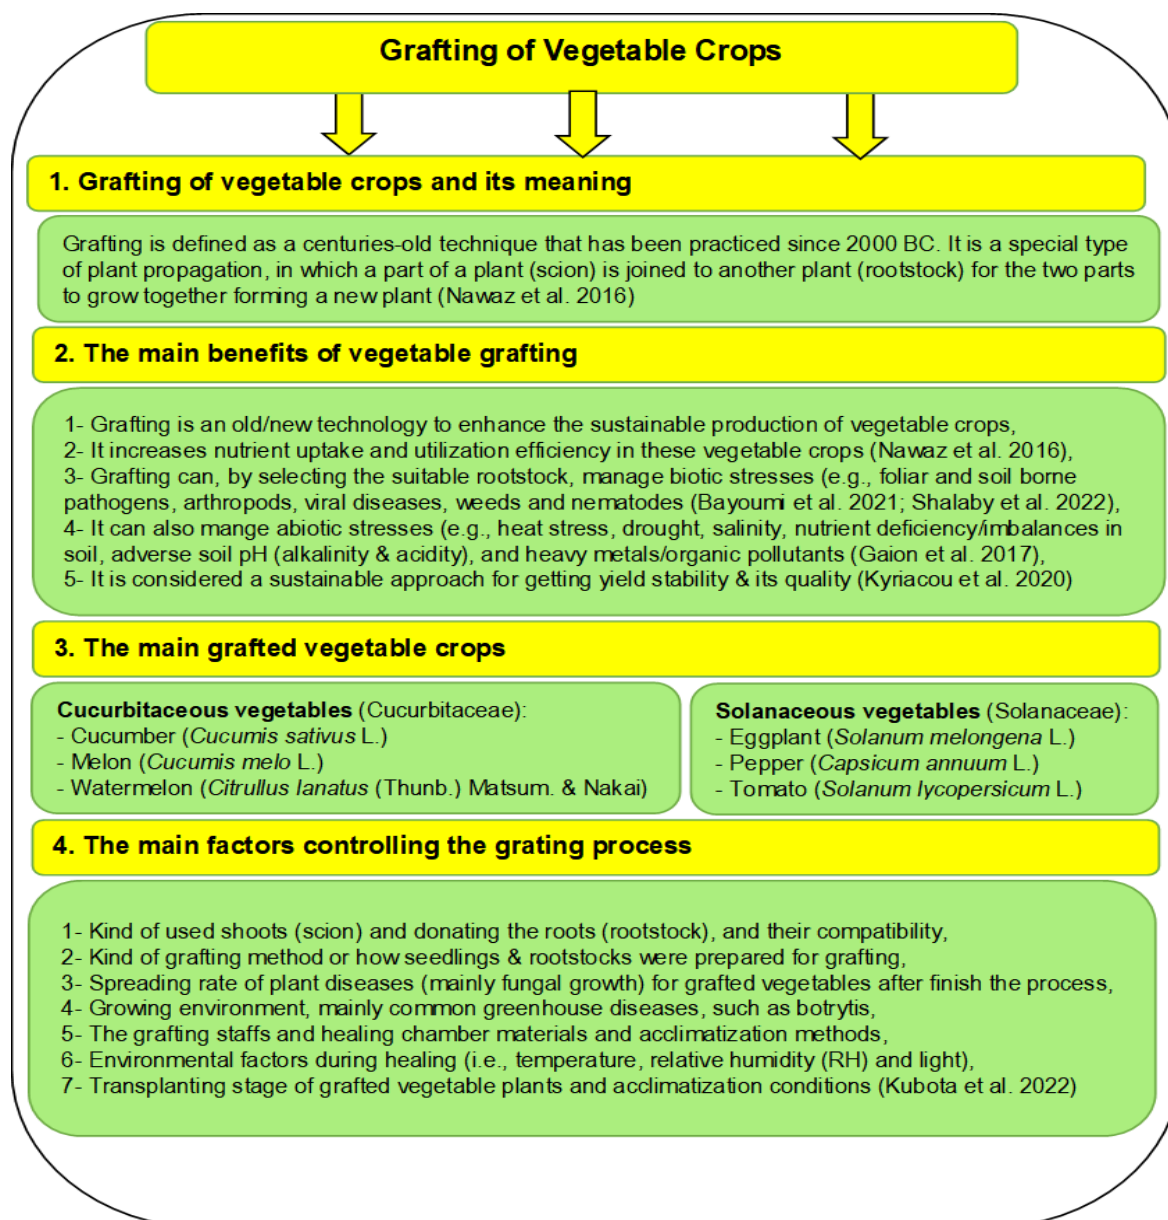 Grafting of Vegetable Crops
1. Grafting of vegetable crops and its meaning
Grafting is defined as a centuries-old technique that has been practiced since 2000 BC. It is a special type
of plant propagation, in which a part of a plant (scion) is joined to another plant (rootstock) for the two parts
to grow together forming a new plant (Nawaz et al. 2016)
2. The main benefits of vegetable grafting
1- Grafting is an old/new technology to enhance the sustainable production of vegetable crops,
2- It increases nutrient uptake and utilization efficiency in these vegetable crops (Nawaz et al. 2016),
3- Grafting can, by selecting the suitable rootstock, manage biotic stresses (e.g., foliar and soil borne
pathogens, arthropods, viral diseases, weeds and nematodes (Bayoumi et al. 2021; Shalaby et al. 2022),
4- It can also mange abiotic stresses (e.g., heat stress, drought, salinity, nutrient deficiency/imbalances in
soil, adverse soil pH (alkalinity & acidity), and heavy metals/organic pollutants (Gaion et al. 2017),
5- It is considered a sustainable approach for getting yield stability & its quality (Kyriacou et al. 2020)
3. The main grafted vegetable crops
Cucurbitaceous vegetables (Cucurbitaceae):
- Cucumber (Cucumis sativus L.)
- Melon (Cucumis melo L.)
- Watermelon (Citrullus lanatus (Thunb.) Matsum. & Nakai)
Solanaceous vegetables (Solanaceae):
- Eggplant (Solanum melongena L.)
- Pepper (Capsicum annuum L.)
- Tomato (Solanum lycopersicum L.)
4. The main factors controlling the grating process
1- Kind of used shoots (scion) and donating the roots (rootstock), and their compatibility,
2- Kind of grafting method or how seedlings & rootstocks were prepared for grafting,
3- Spreading rate of plant diseases (mainly fungal growth) for grafted vegetables after finish the process,
4- Growing environment, mainly common greenhouse diseases, such as botrytis,
5- The grafting staffs and healing chamber materials and acclimatization methods,
6- Environmental factors during healing (i.e., temperature, relative humidity (RH) and light),
7- Transplanting stage of grafted vegetable plants and acclimatization conditions (Kubota et al. 2022)